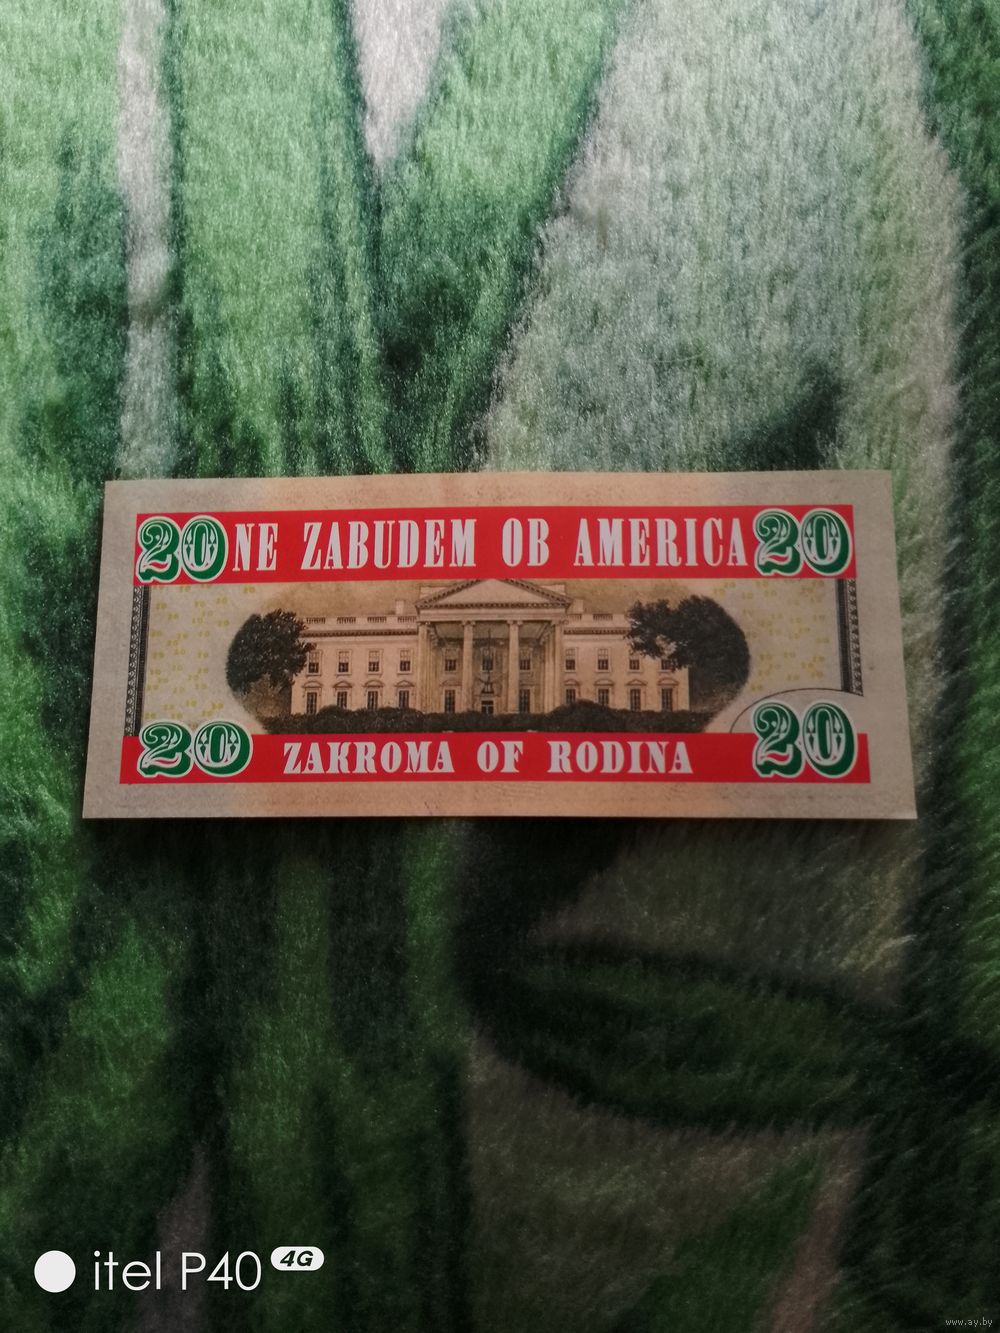 20 NE ZABUDEM OB AMERICA 20
20 ZAKROMA OF RODINA 20
itel P40 4G
www.ay.by